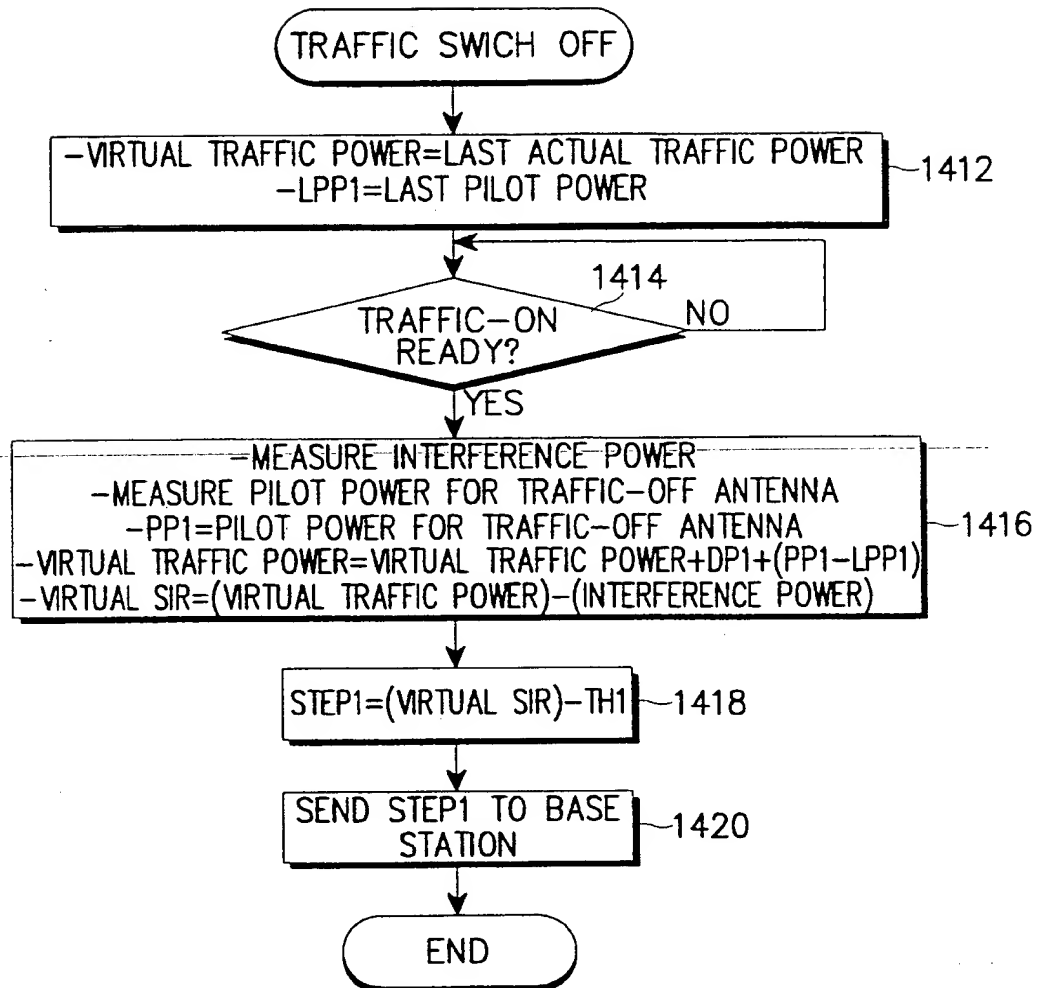 TRAFFIC SWICH OFF
-VIRTUAL TRAFFIC POWER=LAST ACTUAL TRAFFIC POWER
-LPP1=LAST PILOT POWER
1412
1414
TRAFFIC-ON
READY?
NO
YES
-MEASURE INTERFERENCE POWER
-MEASURE PILOT POWER FOR TRAFFIC-OFF ANTENNA
-PP1=PILOT POWER FOR TRAFFIC-OFF ANTENNA
-VIRTUAL TRAFFIC POWER=VIRTUAL TRAFFIC POWER+DP1+(PP1-LPP1)
-VIRTUAL SIR=(VIRTUAL TRAFFIC POWER)-(INTERFERENCE POWER)
1416
STEP1=(VIRTUAL SIR)-TH1
1418
SEND STEP1 TO BASE
STATION
1420
END